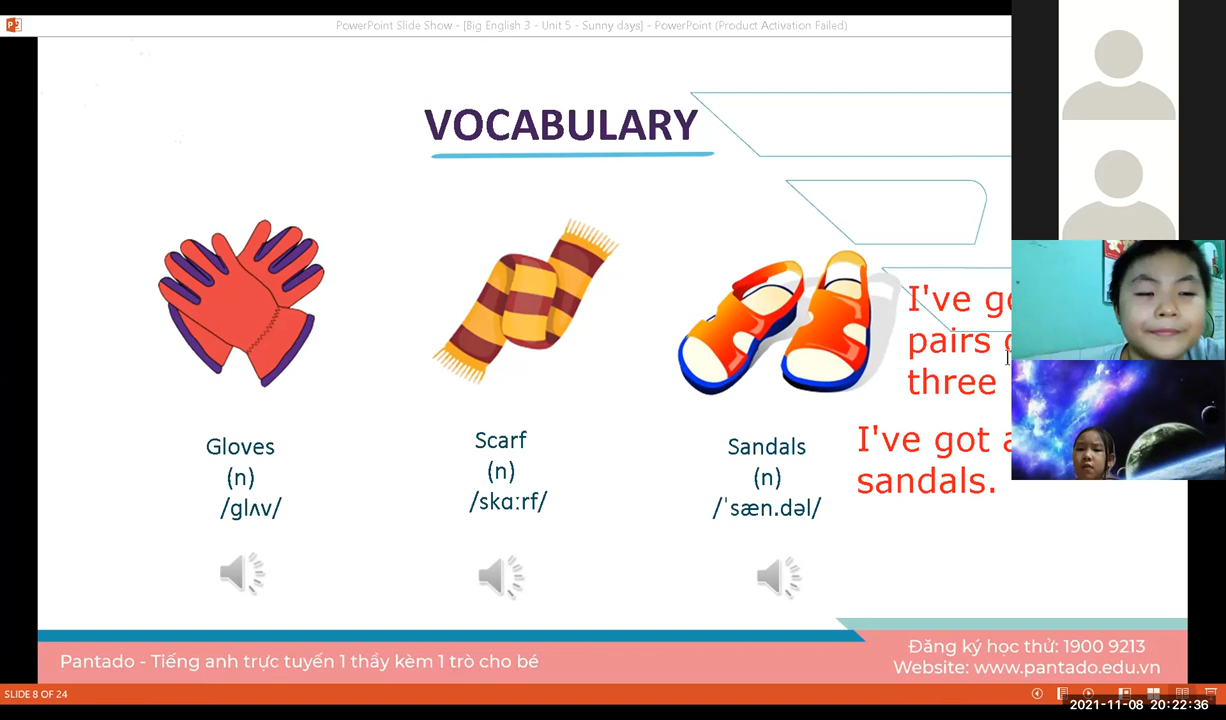 PowerPoint Slide Show - [Big English 3 - Unit 5 - Sunny days] - PowerPoint (Product Activation Failed)
VOCABULARY
I've
pairs
three
I've got
sandals.
Gloves
(n)
/glʌv/
Scarf
(n)
/skɑːrf/
Sandals
(n)
/ˈsæn.dəl/
Pantado - Tiếng anh trực tuyến 1 thầy kèm 1 trò cho bé
Đăng ký học thử: 1900 9213
Website: www.pantado.edu.vn
SLIDE 8 OF 24
2021-11-08 20:22:36